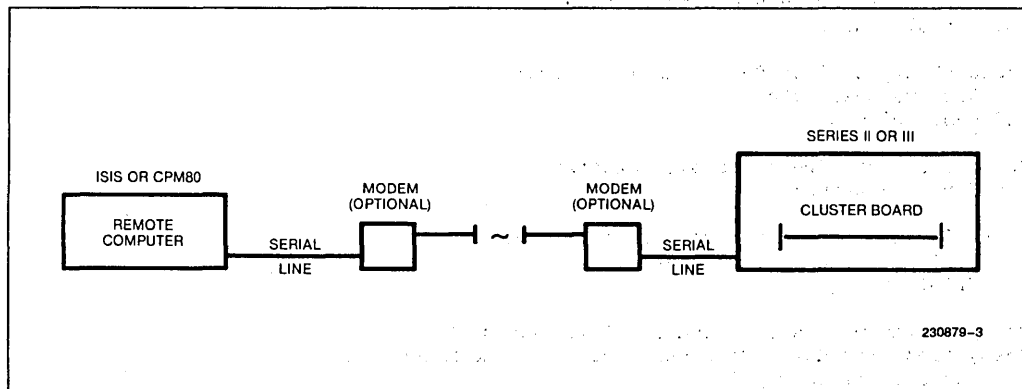 SERIES II OR III
ISIS OR CPM80
MODEM
(OPTIONAL)
MODEM
(OPTIONAL)
REMOTE
COMPUTER
CLUSTER BOARD
SERIAL
LINE
~
SERIAL
LINE
230879-3